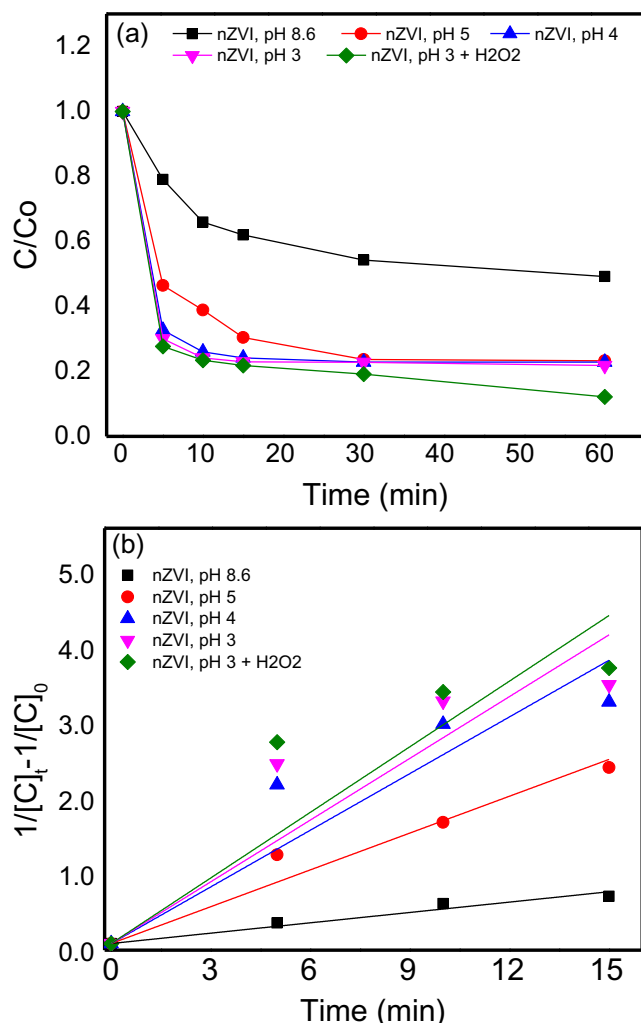 (a)
nZVI, pH 8.6 nZVI, pH 5 nZVI, pH 4
nZVI, pH 3 nZVI, pH 3 + H2O2
1.2
1.0
0.8
0.6
0.4
0.2
0.0
C/Co
0 10 20 30 40 50 60
Time (min)
(b)
nZVI, pH 8.6
nZVI, pH 5
nZVI, pH 4
nZVI, pH 3
nZVI, pH 3 + H2O2
5.0
4.0
3.0
2.0
1.0
0.0
1/[C]t-1/[C]0
0 3 6 9 12 15
Time (min)